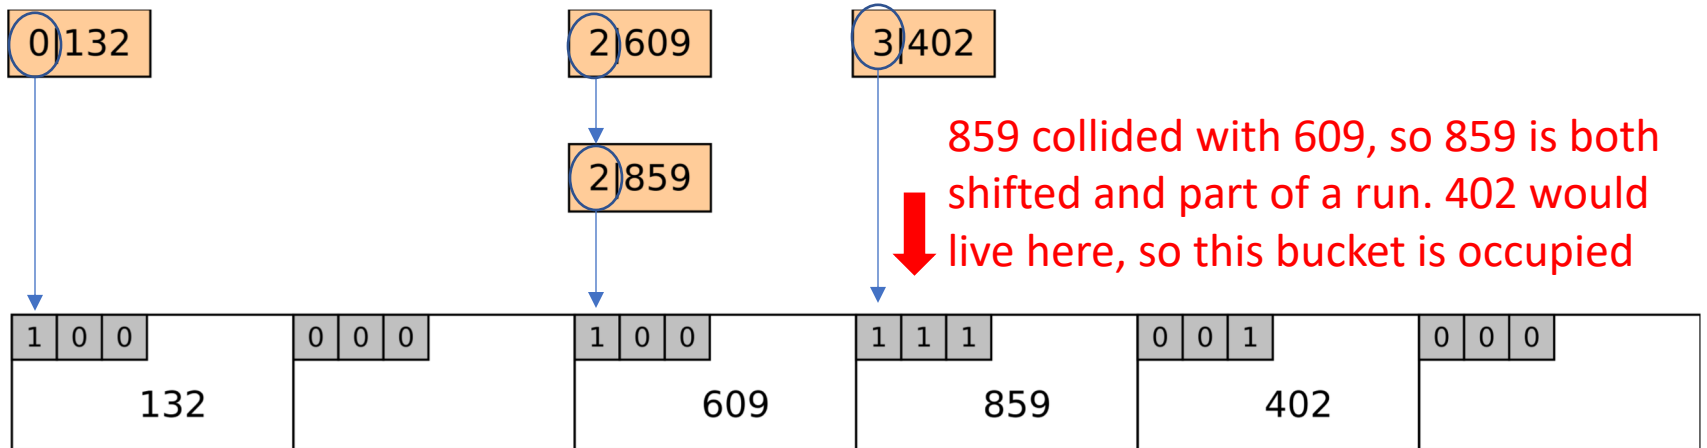 0|132 2|609 3|402
859 collided with 609, so 859 is both
2|859 shifted and part of a run. 402 would
live here, so this bucket is occupied
1 0 0 0 0 0 1 0 0 1 1 1 0 0 1 0 0 0
132 609 859 402